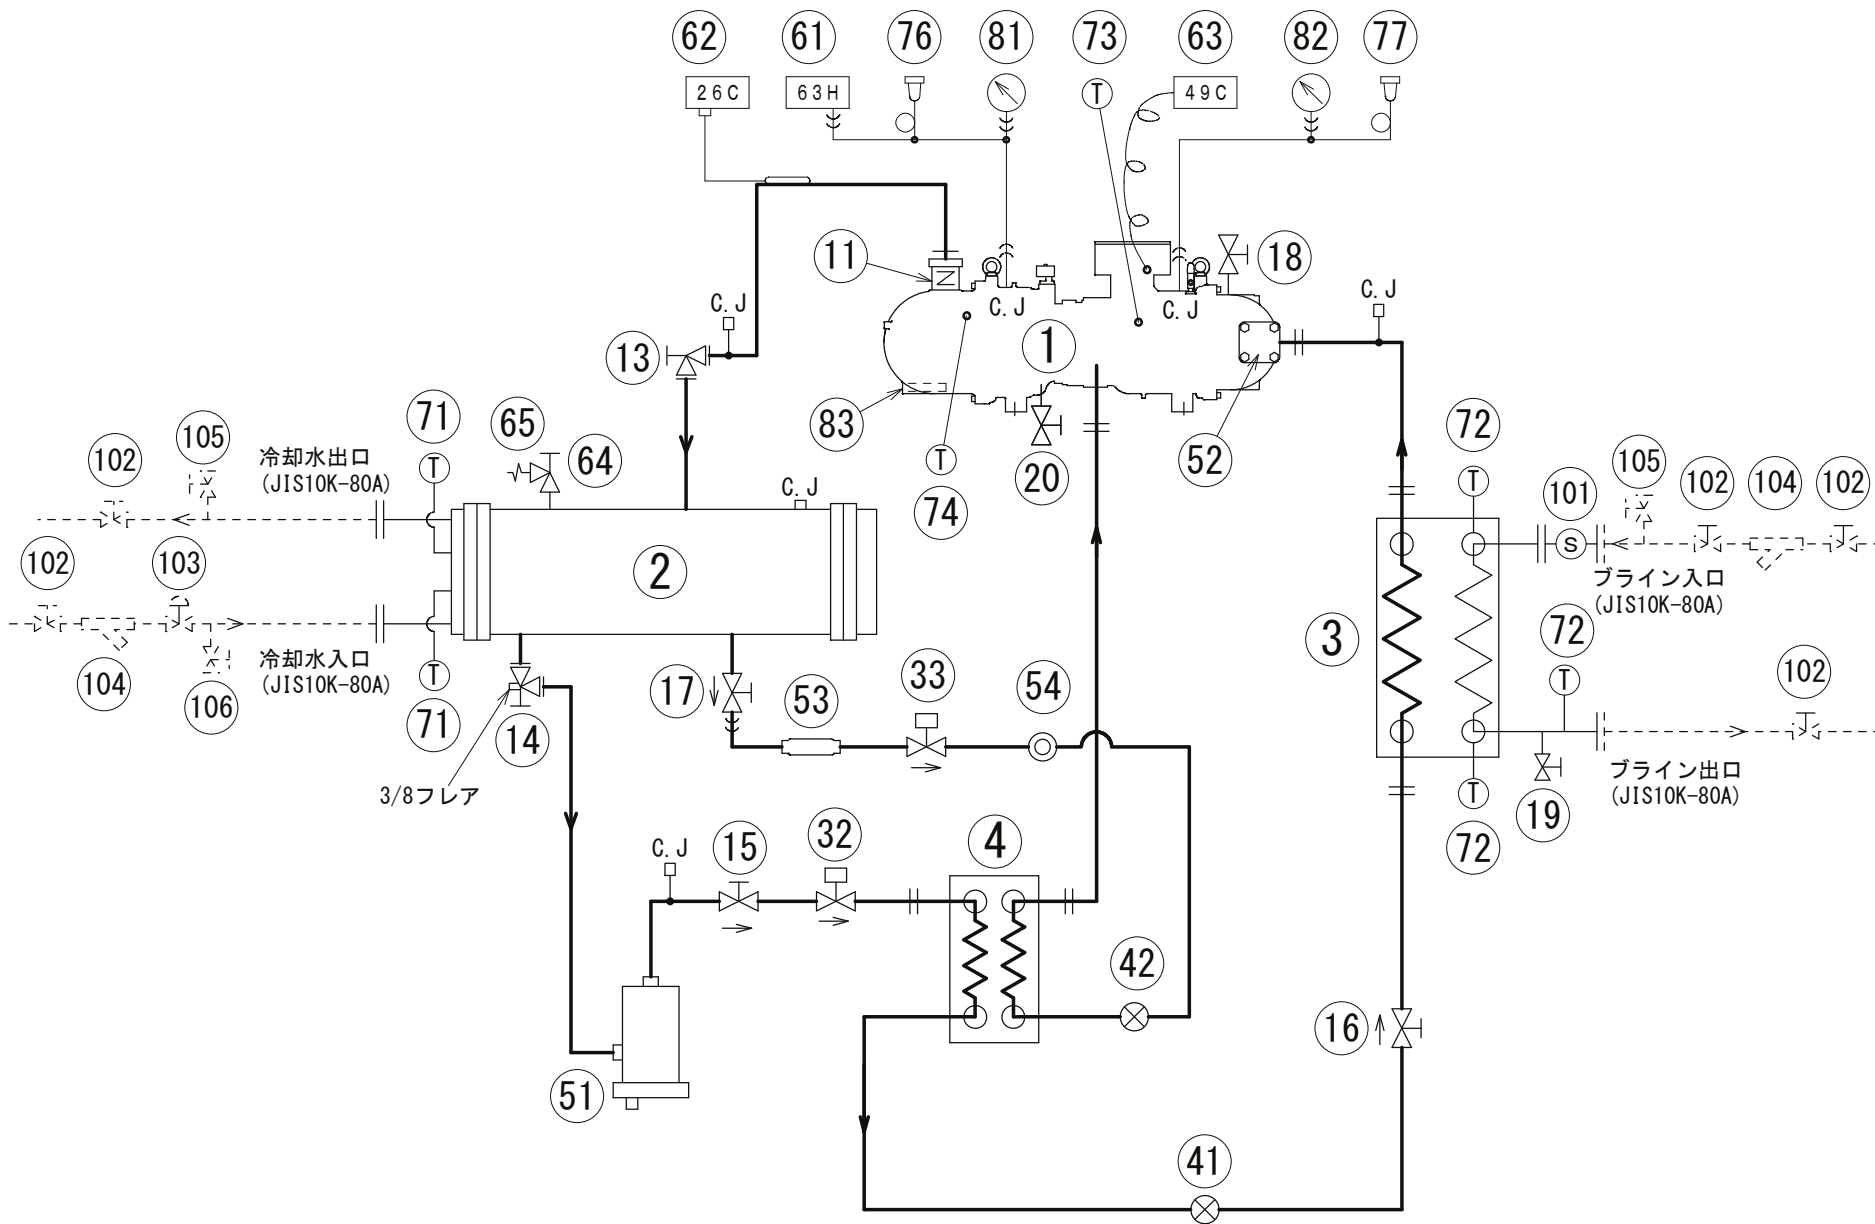 62
61
76
81
73
63
82
77
26C
63H
T
49C
11
18
C.J
C.J
C.J
C.J
13
1
83
52
71
65
64
T
74
20
72
105
102
冷却水出口
(JIS10K-80A)
T
C.J
T
101
105
102
104
102
S
102
103
2
ブライン入口
(JIS10K-80A)
3
72
冷却水入口
(JIS10K-80A)
104
106
T
71
17
53
33
54
T
102
14
3/8フレア
ブライン出口
(JIS10K-80A)
T
19
72
C.J
15
32
4
42
16
51
41